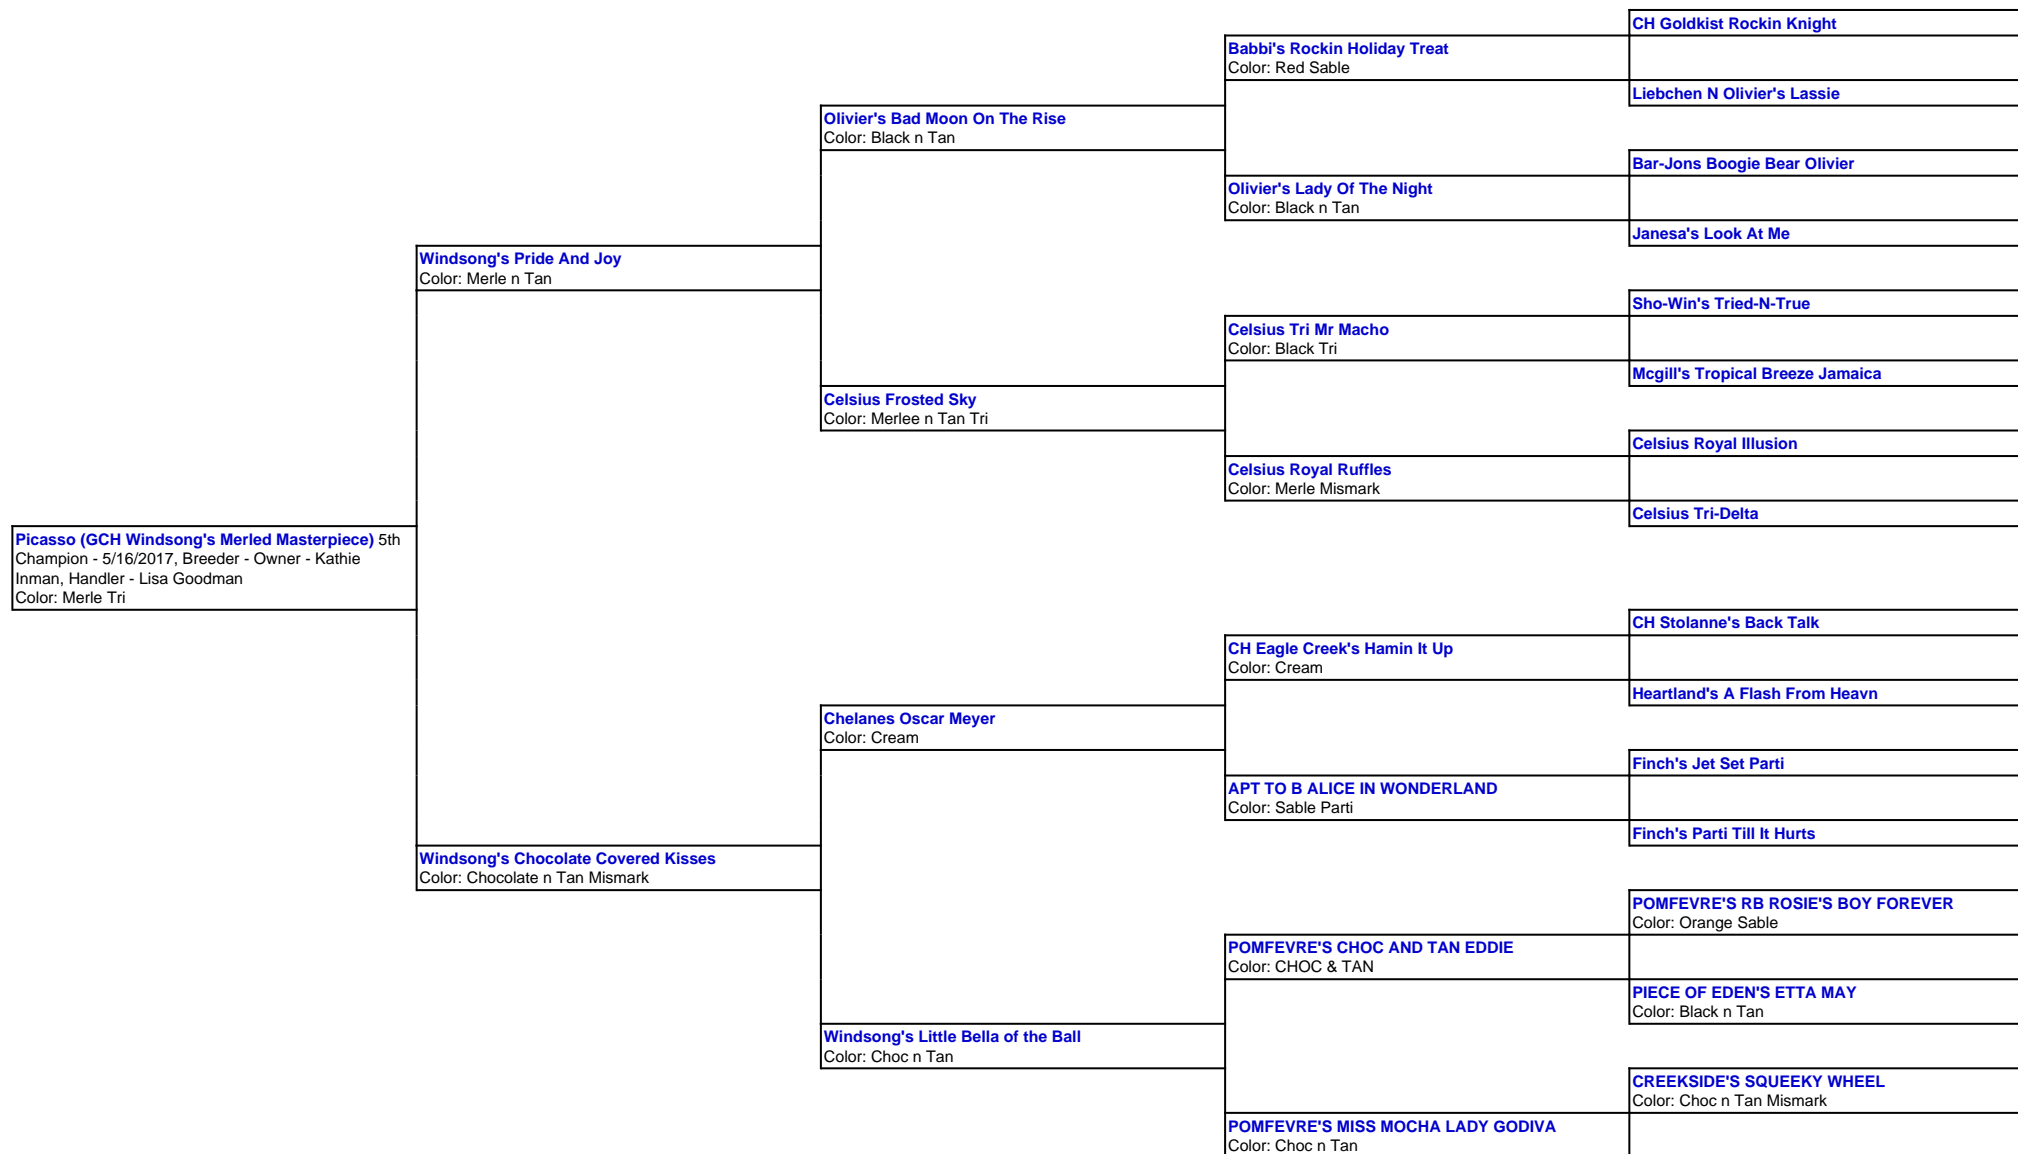 CH Goldkist Rockin Knight
Babbi's Rockin Holiday Treat
Color: Red Sable
Liebchen N Olivier's Lassie
Olivier's Bad Moon On The Rise
Color: Black n Tan
Bar-Jons Boogie Bear Olivier
Olivier's Lady Of The Night
Color: Black n Tan
Janesa's Look At Me
Windsong's Pride And Joy
Color: Merle n Tan
Sho-Win's Tried-N-True
Celsius Tri Mr Macho
Color: Black Tri
Mcgill's Tropical Breeze Jamaica
Celsius Frosted Sky
Color: Merlee n Tan Tri
Celsius Royal Illusion
Celsius Royal Ruffles
Color: Merle Mismark
Celsius Tri-Delta
Picasso (GCH Windsong's Merled Masterpiece) 5th
Champion - 5/16/2017, Breeder - Owner - Kathie
Inman, Handler - Lisa Goodman
Color: Merle Tri
CH Stolanne's Back Talk
CH Eagle Creek's Hamin It Up
Color: Cream
Heartland's A Flash From Heavn
Chelanes Oscar Meyer
Color: Cream
Finch's Jet Set Parti
APT TO B ALICE IN WONDERLAND
Color: Sable Parti
Finch's Parti Till It Hurts
Windsong's Chocolate Covered Kisses
Color: Chocolate n Tan Mismark
POMFEVRE'S RB ROSIE'S BOY FOREVER
Color: Orange Sable
POMFEVRE'S CHOC AND TAN EDDIE
Color: CHOC & TAN
PIECE OF EDEN'S ETTA MAY
Color: Black n Tan
Windsong's Little Bella of the Ball
Color: Choc n Tan
CREEKSIDE'S SQUEEKY WHEEL
Color: Choc n Tan Mismark
POMFEVRE'S MISS MOCHA LADY GODIVA
Color: Choc n Tan